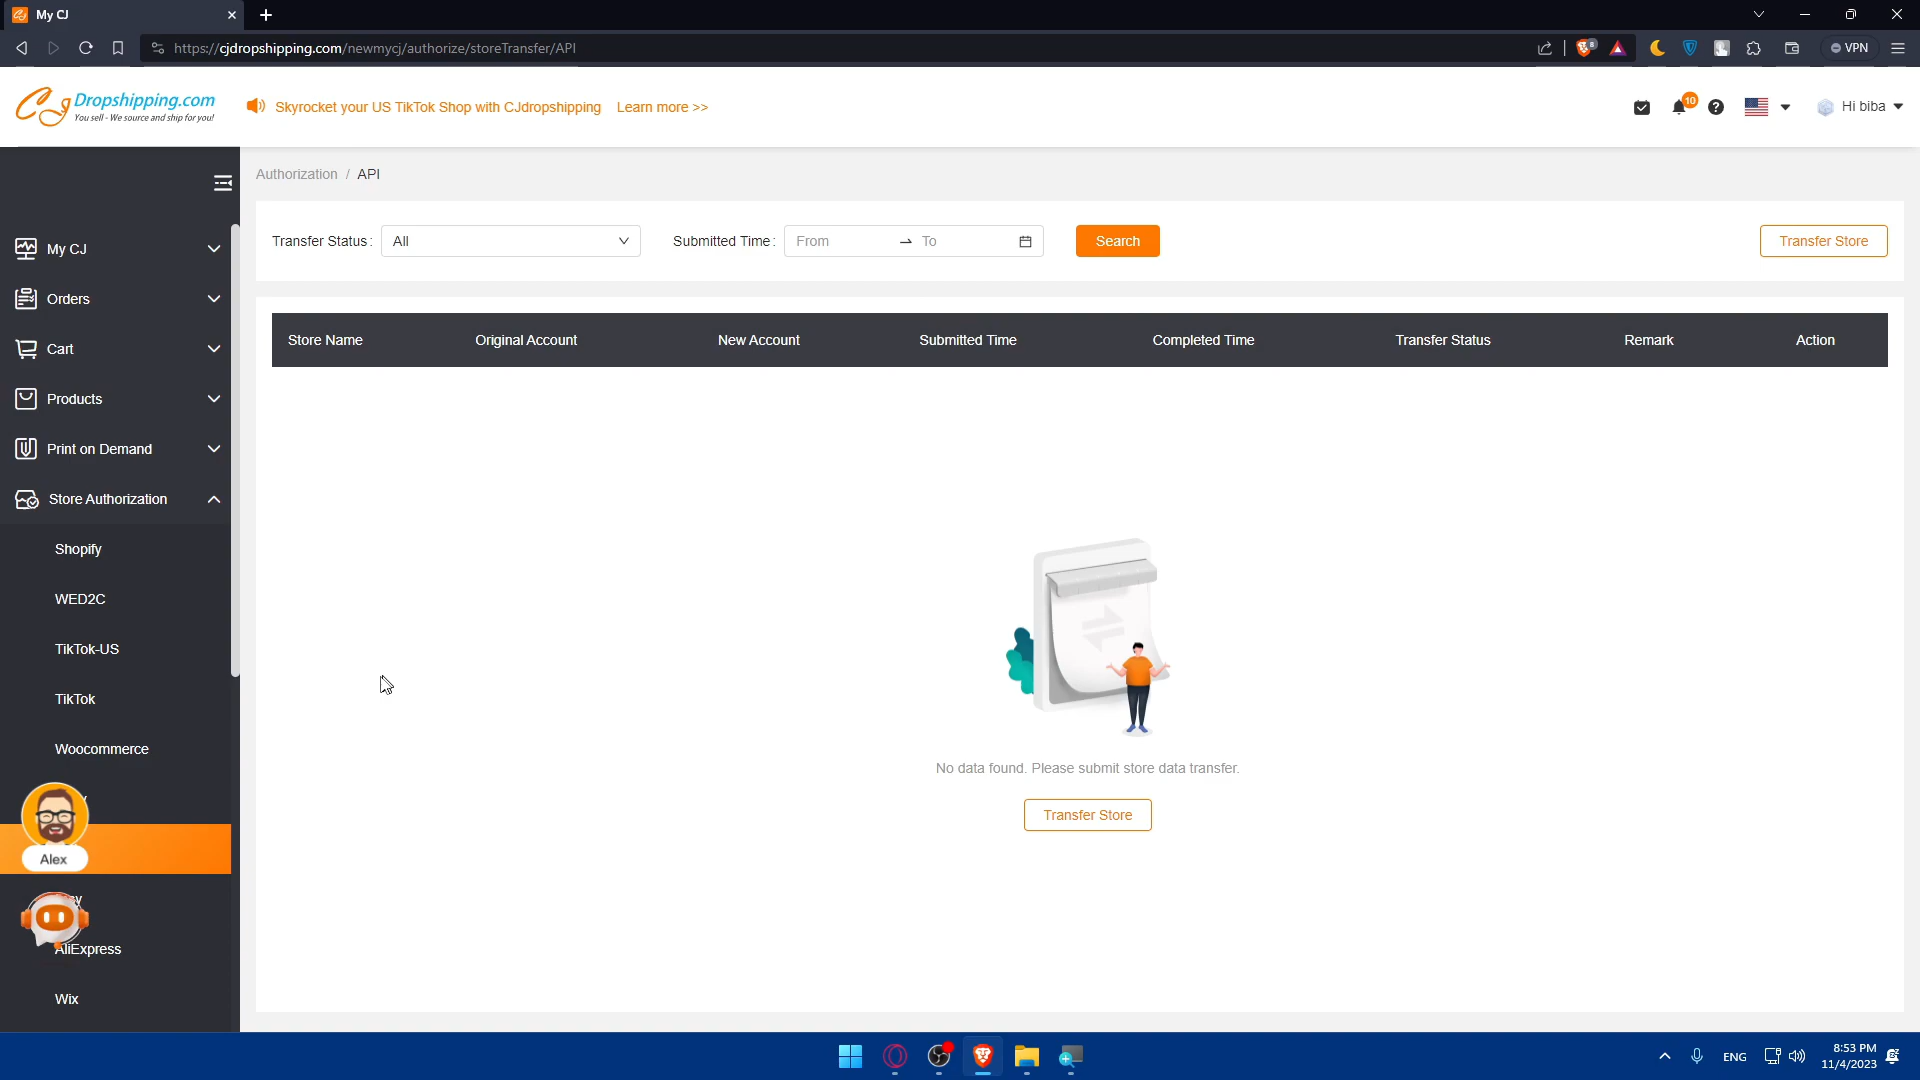 My CJ
https://cjdropshipping.com/newmycj/authorize/storeTransfer/API
8
VPN
CJ Dropshipping.com
You sell - We source and ship for you!
Skyrocket your US TikTok Shop with CJdropshipping Learn more >>
10
Hi biba
Authorization / API
Transfer Status: All
Submitted Time: From To
Search
Transfer Store
My CJ
Orders
Cart
Products
Print on Demand
Store Authorization
Shopify
WED2C
TikTok-US
TikTok
Woocommerce
Alex
AliExpress
Wix
Store Name Original Account New Account Submitted Time Completed Time Transfer Status Remark Action
No data found. Please submit store data transfer.
Transfer Store
ENG
8:53 PM
11/4/2023